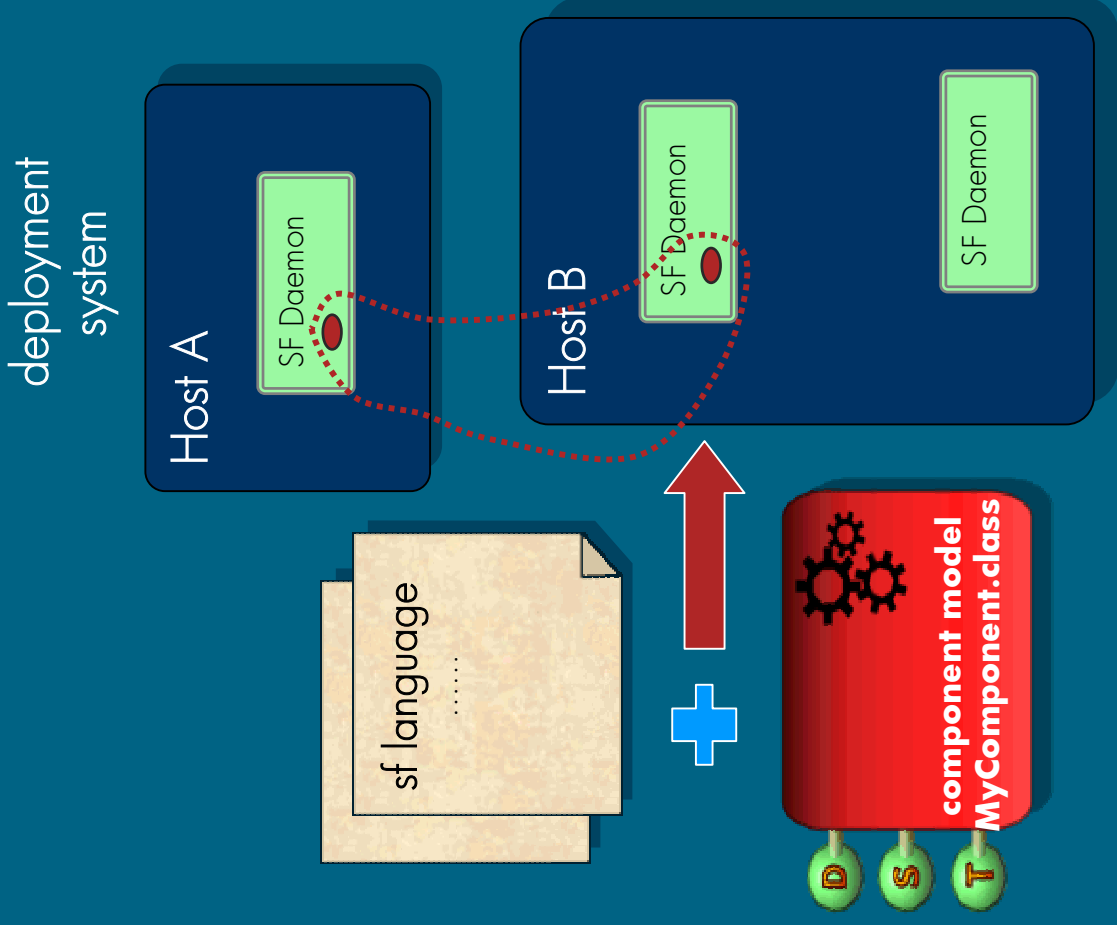 deployment
system
Host A
SF Daemon
Host B
SF Daemon
SF Daemon
sf language
.......
component model
MyComponent.class
D
S
T